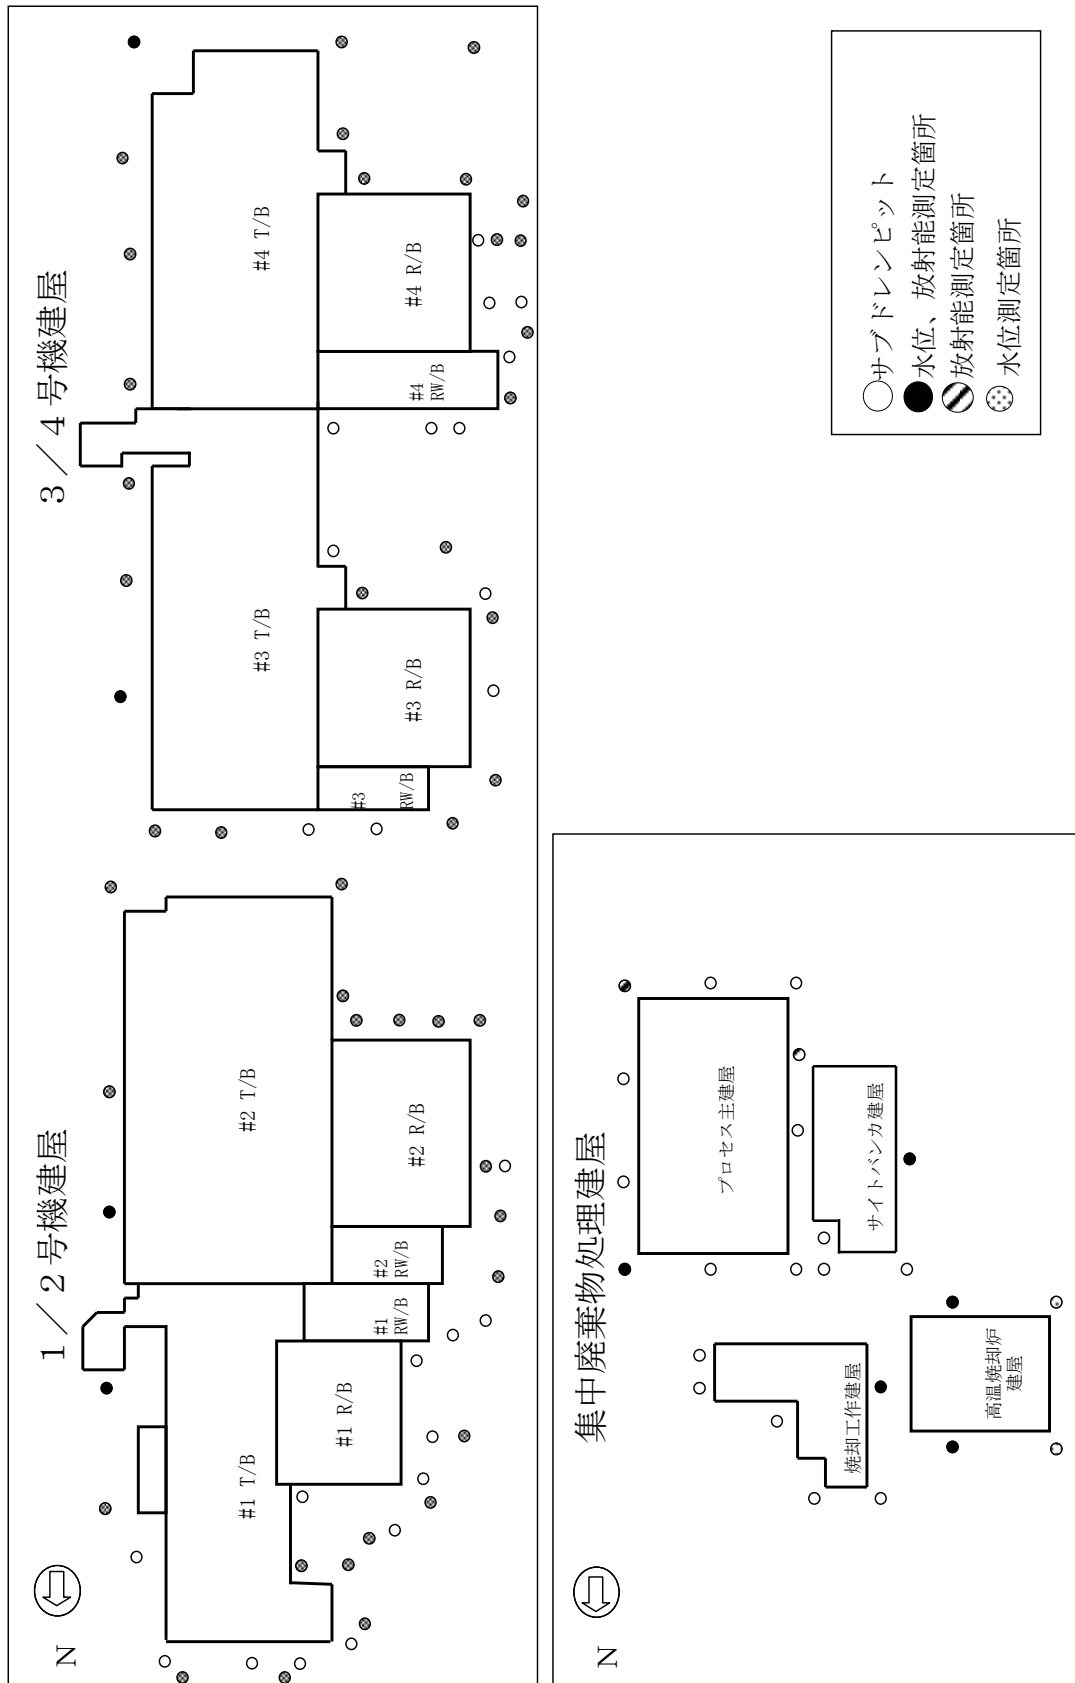 1／2号機建屋
3／4号機建屋
N
#1 T/B
#1 R/B
#1
RW/B
#2
RW/B
#2 T/B
#2 R/B
#3 T/B
#3
RW/B
#3 R/B
#4 T/B
#4
RW/B
#4 R/B
集中廃棄物処理建屋
N
焼却工作建屋
プロセス主建屋
サイトバンカ建屋
高温焼却炉
建屋
サブドレンピット
水位、放射能測定箇所
放射能測定箇所
水位測定箇所